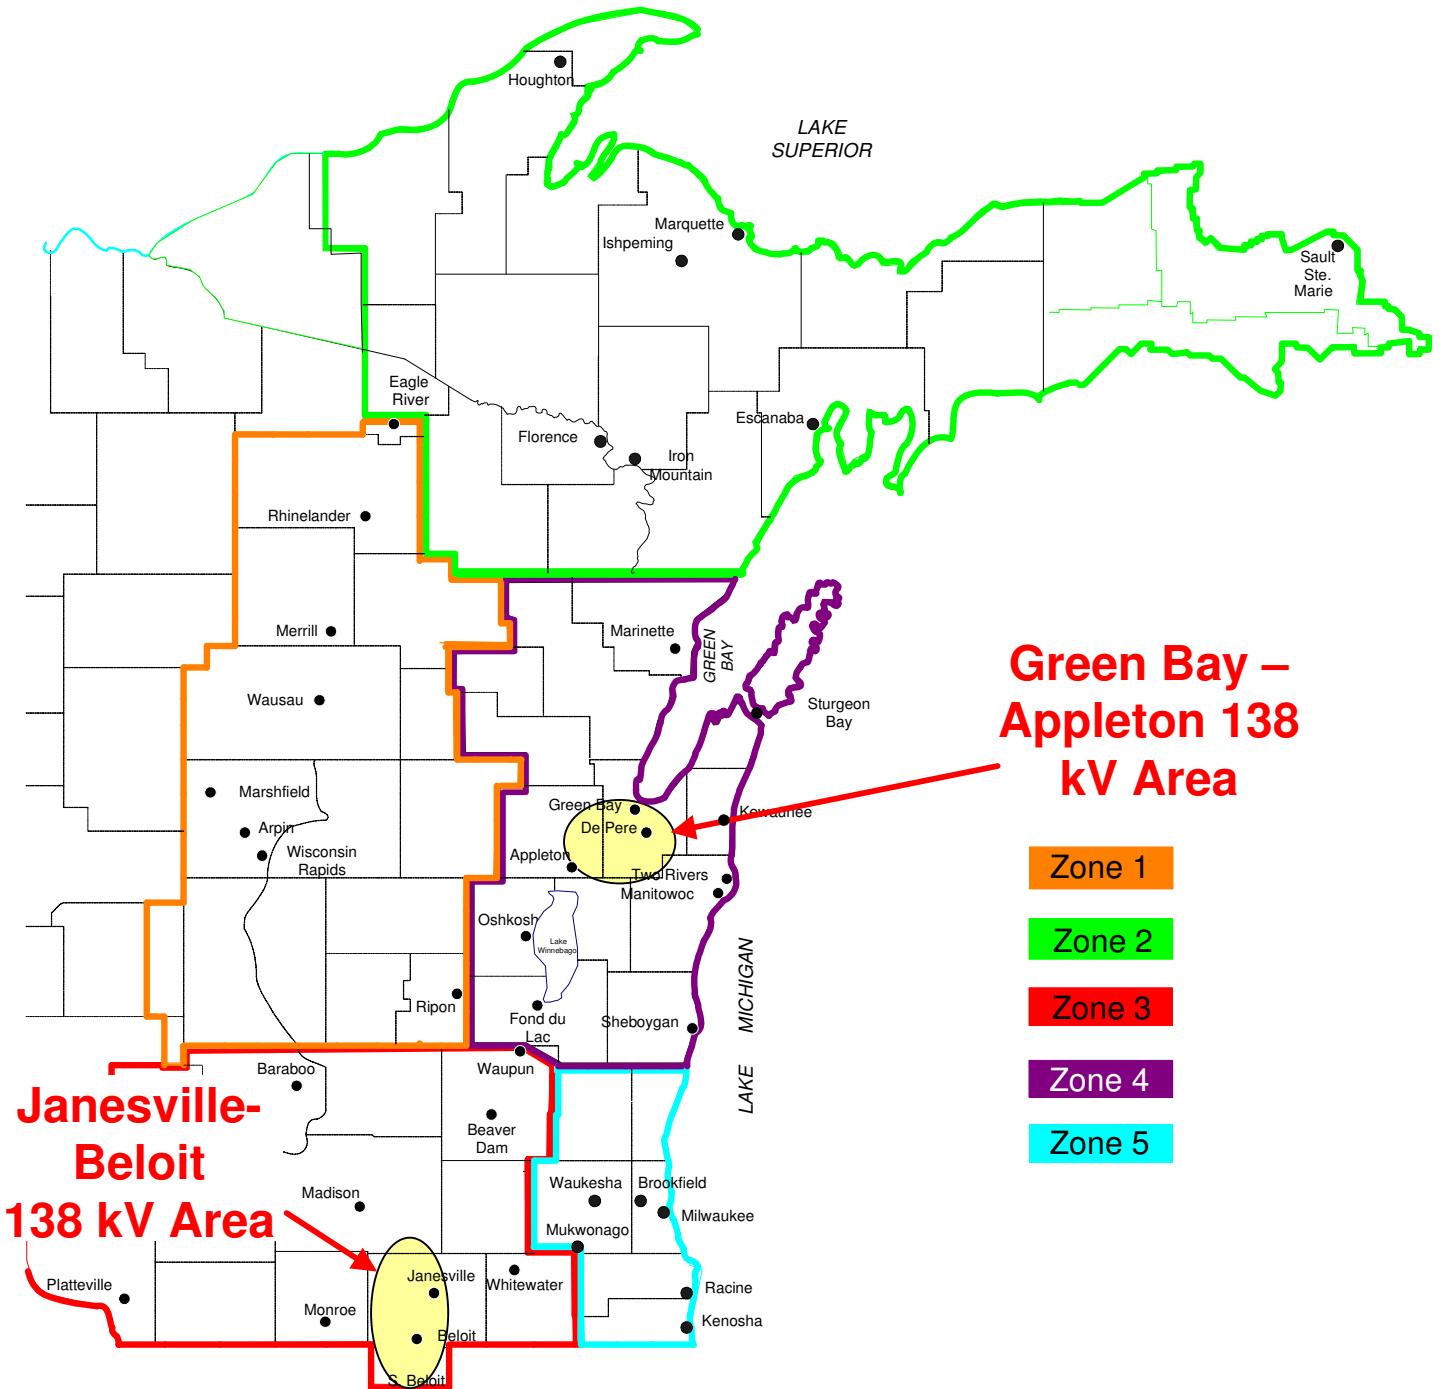 Houghton
LAKE
SUPERIOR
Marquette
Ishpeming
Sault
Ste.
Marie
Eagle
River
Escanaba
Florence
Iron
Mountain
Rhinelander
Merrill
Marinette
GREEN
BAY
Wausau
Sturgeon
Bay
Green Bay –
Appleton 138
kV Area
Marshfield
Arpin
Wisconsin
Rapids
Green Bay
De Pere
Kewaunee
Appleton
Two Rivers
Manitowoc
Oshkosh
Lake
Winnebago
Ripon
Fond du
Lac
Sheboygan
LAKE MICHIGAN
Zone 1
Zone 2
Zone 3
Zone 4
Zone 5
Baraboo
Waupun
Beaver
Dam
Janesville-
Beloit
138 kV Area
Madison
Waukesha
Brookfield
Milwaukee
Mukwonago
Platteville
Monroe
Janesville
Whitewater
Beloit
S. Beloit
Racine
Kenosha